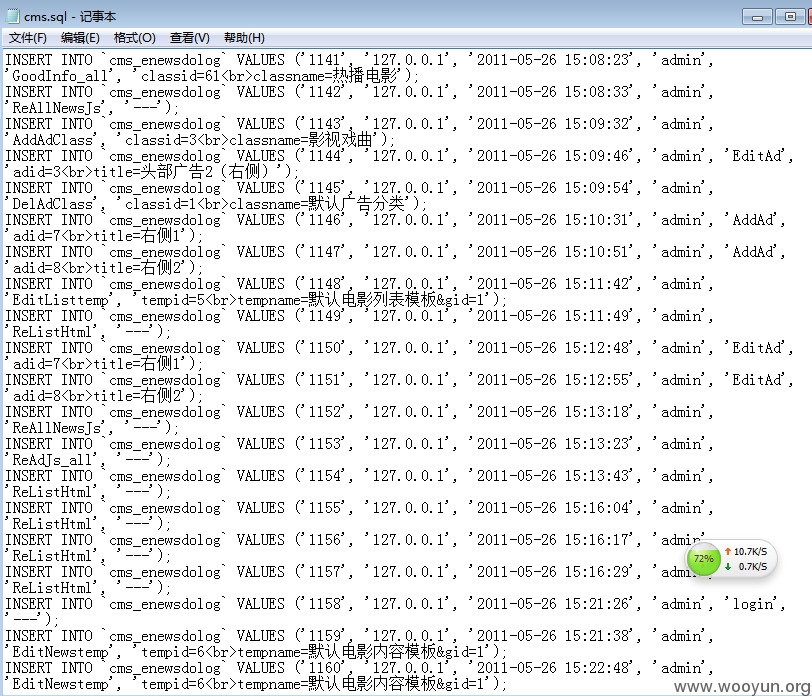 cms.sql - 记事本
文件(F) 编辑(E) 格式(O) 查看(V) 帮助(H)
INSERT INTO `cms_enewsdolog` VALUES ('1141', '127.0.0.1', '2011-05-26 15:08:23', 'admin',
'GoodInfo_all', 'classid=61<br>classname=热播电影');
INSERT INTO `cms_enewsdolog` VALUES ('1142', '127.0.0.1', '2011-05-26 15:08:33', 'admin',
'ReAllNewsJs', '---');
INSERT INTO `cms_enewsdolog` VALUES ('1143', '127.0.0.1', '2011-05-26 15:09:32', 'admin',
'AddAdClass', 'classid=3<br>classname=影视戏曲');
INSERT INTO `cms_enewsdolog` VALUES ('1144', '127.0.0.1', '2011-05-26 15:09:46', 'admin', 'EditAd',
'adid=3<br>title=头部广告2（右侧）');
INSERT INTO `cms_enewsdolog` VALUES ('1145', '127.0.0.1', '2011-05-26 15:09:54', 'admin',
'DelAdClass', 'classid=1<br>classname=默认广告分类');
INSERT INTO `cms_enewsdolog` VALUES ('1146', '127.0.0.1', '2011-05-26 15:10:31', 'admin', 'AddAd',
'adid=7<br>title=右侧1');
INSERT INTO `cms_enewsdolog` VALUES ('1147', '127.0.0.1', '2011-05-26 15:10:51', 'admin', 'AddAd',
'adid=8<br>title=右侧2');
INSERT INTO `cms_enewsdolog` VALUES ('1148', '127.0.0.1', '2011-05-26 15:11:42', 'admin',
'EditListtemp', 'tempid=5<br>tempname=默认电影列表模板&gid=1');
INSERT INTO `cms_enewsdolog` VALUES ('1149', '127.0.0.1', '2011-05-26 15:11:49', 'admin',
'ReListHtml', '---');
INSERT INTO `cms_enewsdolog` VALUES ('1150', '127.0.0.1', '2011-05-26 15:12:48', 'admin', 'EditAd',
'adid=7<br>title=右侧1');
INSERT INTO `cms_enewsdolog` VALUES ('1151', '127.0.0.1', '2011-05-26 15:12:55', 'admin', 'EditAd',
'adid=8<br>title=右侧2');
INSERT INTO `cms_enewsdolog` VALUES ('1152', '127.0.0.1', '2011-05-26 15:13:18', 'admin',
'ReAllNewsJs', '---');
INSERT INTO `cms_enewsdolog` VALUES ('1153', '127.0.0.1', '2011-05-26 15:13:23', 'admin',
'ReAdJs_all', '---');
INSERT INTO `cms_enewsdolog` VALUES ('1154', '127.0.0.1', '2011-05-26 15:13:43', 'admin',
'ReListHtml', '---');
INSERT INTO `cms_enewsdolog` VALUES ('1155', '127.0.0.1', '2011-05-26 15:16:04', 'admin',
'ReListHtml', '---');
INSERT INTO `cms_enewsdolog` VALUES ('1156', '127.0.0.1', '2011-05-26 15:16:17', 'admin',
'ReListHtml', '---');
INSERT INTO `cms_enewsdolog` VALUES ('1157', '127.0.0.1', '2011-05-26 15:16:29', 'admin',
'ReListHtml', '---');
72% 10.7K/S
0.7K/S
INSERT INTO `cms_enewsdolog` VALUES ('1158', '127.0.0.1', '2011-05-26 15:21:26', 'admin', 'login',
'---');
INSERT INTO `cms_enewsdolog` VALUES ('1159', '127.0.0.1', '2011-05-26 15:21:38', 'admin',
'EditNewstemp', 'tempid=6<br>tempname=默认电影内容模板&gid=1');
INSERT INTO `cms_enewsdolog` VALUES ('1160', '127.0.0.1', '2011-05-26 15:22:48', 'admin',
'EditNewstemp', 'tempid=6<br>tempname=默认电影内容模板&gid=1');
www.wooyun.org